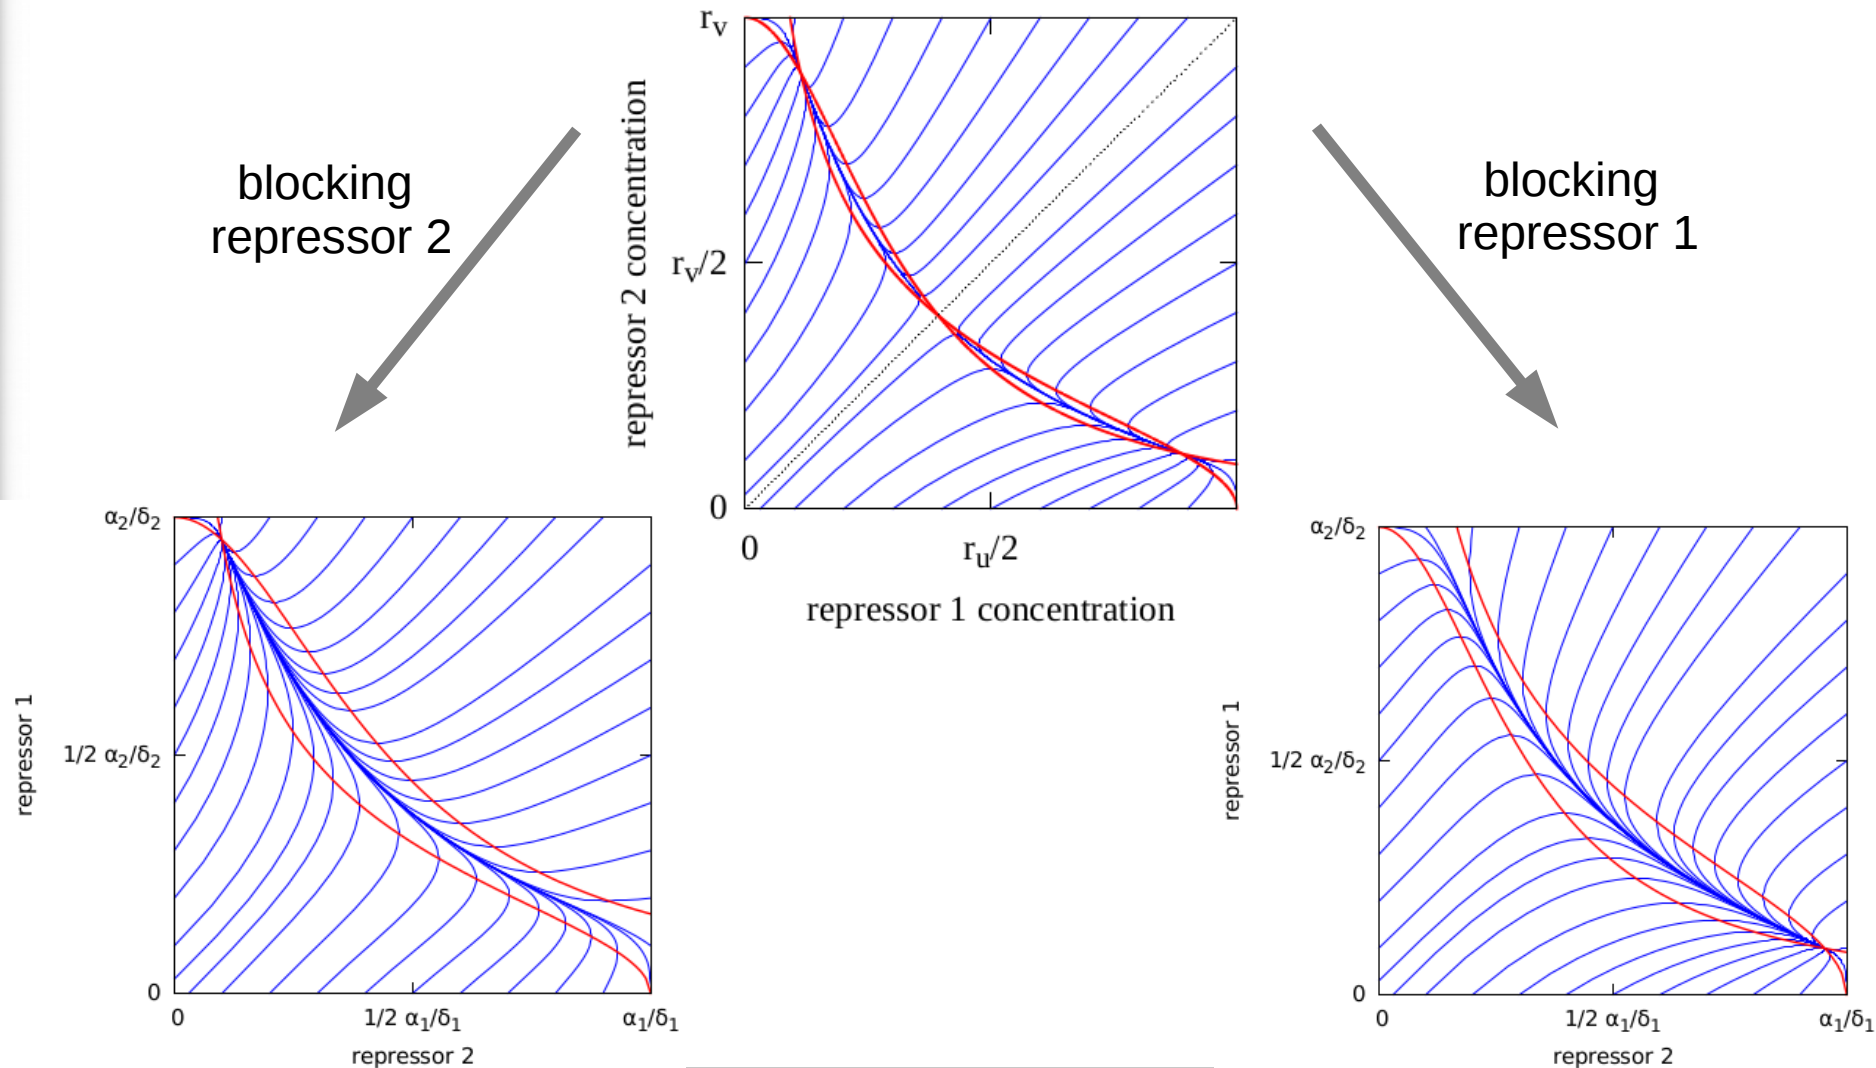 r_v
r_v/2
0
repressor 2 concentration
0
r_u/2
repressor 1 concentration
blocking
repressor 2
blocking
repressor 1
α₂/δ₂
1/2 α₂/δ₂
0
repressor 1
0
1/2 α₁/δ₁
α₁/δ₁
repressor 2
α₂/δ₂
1/2 α₂/δ₂
0
repressor 1
0
1/2 α₁/δ₁
α₁/δ₁
repressor 2